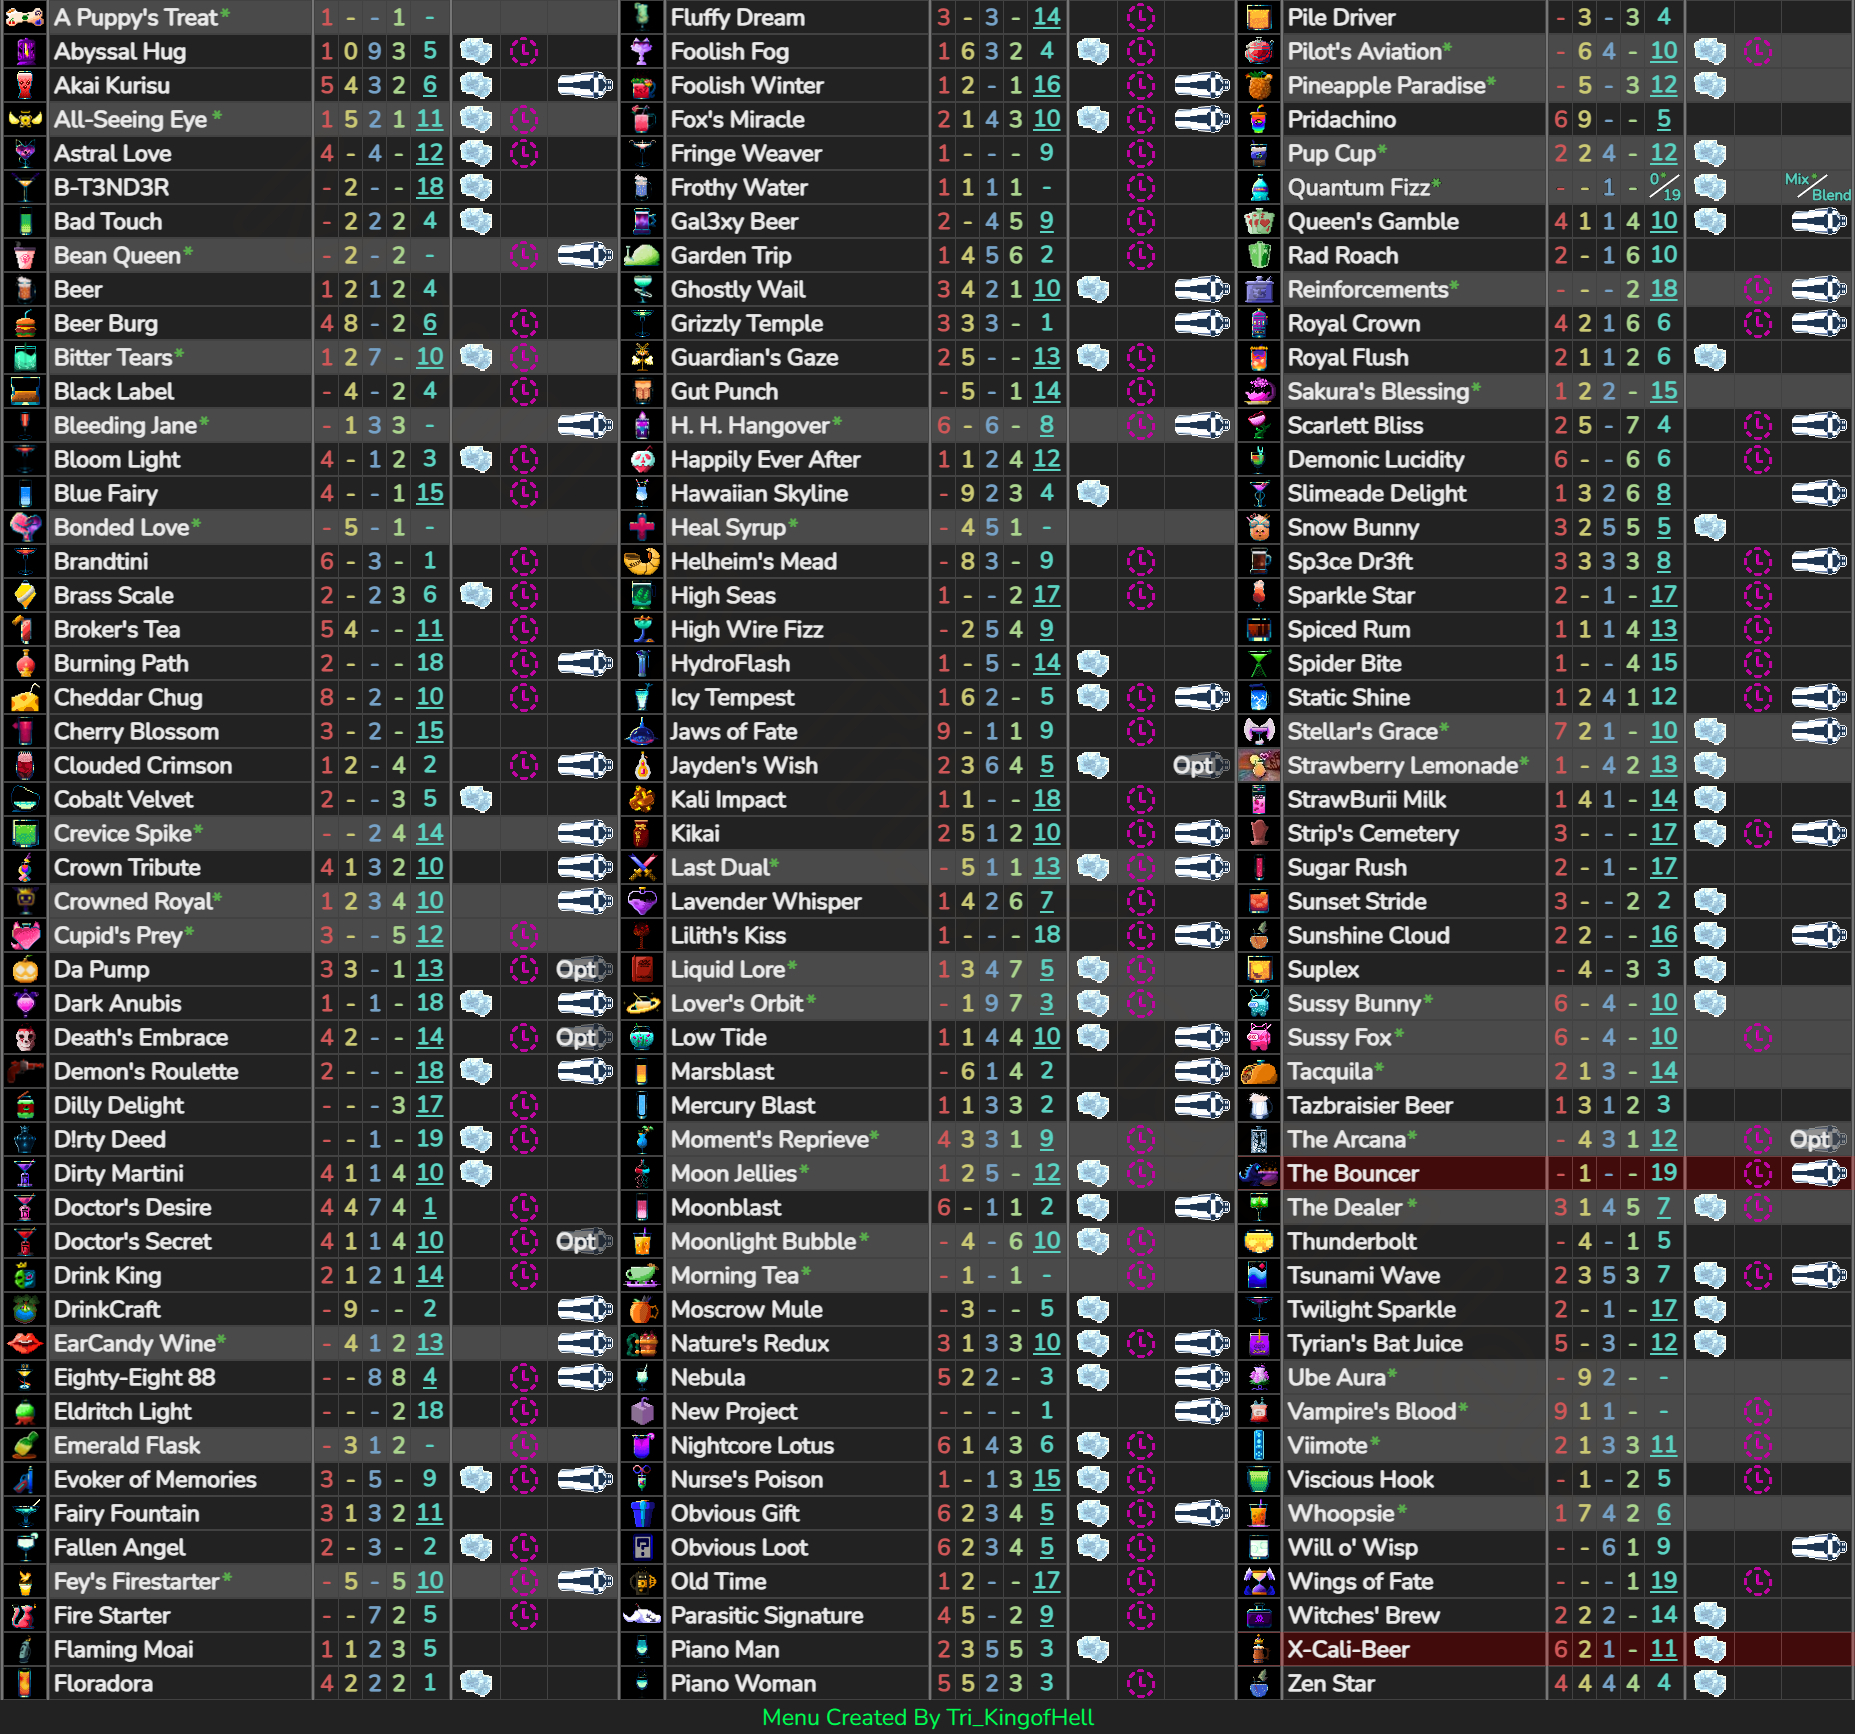 A Puppy's Treat* 1 - - 1 -
Abyssal Hug 1 0 9 3 5
Akai Kurisu 5 4 3 2 6
All-Seeing Eye * 1 5 2 1 11
Astral Love 4 - 4 - 12
B-T3ND3R - 2 - - 18
Bad Touch - 2 2 2 4
Bean Queen* - 2 - 2 -
Beer 1 2 1 2 4
Beer Burg 4 8 - 2 6
Bitter Tears* 1 2 7 - 10
Black Label - 4 - 2 4
Bleeding Jane* - 1 3 3 -
Bloom Light 4 - 1 2 3
Blue Fairy 4 - - 1 15
Bonded Love* - 5 - 1 -
Brandtini 6 - 3 - 1
Brass Scale 2 - 2 3 6
Broker's Tea 5 4 - - 11
Burning Path 2 - - - 18
Cheddar Chug 8 - 2 - 10
Cherry Blossom 3 - 2 - 15
Clouded Crimson 1 2 - 4 2
Cobalt Velvet 2 - - 3 5
Crevice Spike* - - 2 4 14
Crown Tribute 4 1 3 2 10
Crowned Royal* 1 2 3 4 10
Cupid's Prey* 3 - - 5 12
Da Pump 3 3 - 1 13 Opt
Dark Anubis 1 - 1 - 18
Death's Embrace 4 2 - - 14 Opt
Demon's Roulette 2 - - - 18
Dilly Delight - - - 3 17
D!rty Deed - - 1 - 19
Dirty Martini 4 1 1 4 10
Doctor's Desire 4 4 7 4 1
Doctor's Secret 4 1 1 4 10 Opt
Drink King 2 1 2 1 14
DrinkCraft - 9 - - 2
EarCandy Wine* - 4 1 2 13
Eighty-Eight 88 - - 8 8 4
Eldritch Light - - - 2 18
Emerald Flask - 3 1 2 -
Evoker of Memories 3 - 5 - 9
Fairy Fountain 3 1 3 2 11
Fallen Angel 2 - 3 - 2
Fey's Firestarter* - 5 - 5 10
Fire Starter - - 7 2 5
Flaming Moai 1 1 2 3 5
Floradora 4 2 2 2 1
Fluffy Dream 3 - 3 - 14
Foolish Fog 1 6 3 2 4
Foolish Winter 1 2 - 1 16
Fox's Miracle 2 1 4 3 10
Fringe Weaver 1 - - - 9
Frothy Water 1 1 1 1 -
Gal3xy Beer 2 - 4 5 9
Garden Trip 1 4 5 6 2
Ghostly Wail 3 4 2 1 10
Grizzly Temple 3 3 3 - 1
Guardian's Gaze 2 5 - - 13
Gut Punch - 5 - 1 14
H. H. Hangover* 6 - 6 - 8
Happily Ever After 1 1 2 4 12
Hawaiian Skyline - 9 2 3 4
Heal Syrup* - 4 5 1 -
Helheim's Mead - 8 3 - 9
High Seas 1 - - 2 17
High Wire Fizz - 2 5 4 9
HydroFlash 1 - 5 - 14
Icy Tempest 1 6 2 - 5
Jaws of Fate 9 - 1 1 9
Jayden's Wish 2 3 6 4 5 Opt
Kali Impact 1 1 - - 18
Kikai 2 5 1 2 10
Last Dual* - 5 1 1 13
Lavender Whisper 1 4 2 6 7
Lilith's Kiss 1 - - - 18
Liquid Lore* 1 3 4 7 5
Lover's Orbit* - 1 9 7 3
Low Tide 1 1 4 4 10
Marsblast - 6 1 4 2
Mercury Blast 1 1 3 3 2
Moment's Reprieve* 4 3 3 1 9
Moon Jellies* 1 2 5 - 12
Moonblast 6 - 1 1 2
Moonlight Bubble* - 4 - 6 10
Morning Tea* - 1 - 1 -
Moscrow Mule - 3 - - 5
Nature's Redux 3 1 3 3 10
Nebula 5 2 2 - 3
New Project - - - - 1
Nightcore Lotus 6 1 4 3 6
Nurse's Poison 1 - 1 3 15
Obvious Gift 6 2 3 4 5
Obvious Loot 6 2 3 4 5
Old Time 1 2 - - 17
Parasitic Signature 4 5 - 2 9
Piano Man 2 3 5 5 3
Piano Woman 5 5 2 3 3
Pile Driver - 3 - 3 4
Pilot's Aviation* - 6 4 - 10
Pineapple Paradise* - 5 - 3 12
Pridachino 6 9 - - 5
Pup Cup* 2 2 4 - 12
Quantum Fizz* - - 1 - 0*/19 Mix*/Blend
Queen's Gamble 4 1 1 4 10
Rad Roach 2 - 1 6 10
Reinforcements* - - - 2 18
Royal Crown 4 2 1 6 6
Royal Flush 2 1 1 2 6
Sakura's Blessing* 1 2 2 - 15
Scarlett Bliss 2 5 - 7 4
Demonic Lucidity 6 - - 6 6
Slimeade Delight 1 3 2 6 8
Snow Bunny 3 2 5 5 5
Sp3ce Dr3ft 3 3 3 3 8
Sparkle Star 2 - 1 - 17
Spiced Rum 1 1 1 4 13
Spider Bite 1 - - 4 15
Static Shine 1 2 4 1 12
Stellar's Grace* 7 2 1 - 10
Strawberry Lemonade* 1 - 4 2 13
StrawBurii Milk 1 4 1 - 14
Strip's Cemetery 3 - - - 17
Sugar Rush 2 - 1 - 17
Sunset Stride 3 - - 2 2
Sunshine Cloud 2 2 - - 16
Suplex - 4 - 3 3
Sussy Bunny* 6 - 4 - 10
Sussy Fox* 6 - 4 - 10
Tacquila* 2 1 3 - 14
Tazbraisier Beer 1 3 1 2 3
The Arcana* - 4 3 1 12 Opt
The Bouncer - 1 - - 19
The Dealer* 3 1 4 5 7
Thunderbolt - 4 - 1 5
Tsunami Wave 2 3 5 3 7
Twilight Sparkle 2 - 1 - 17
Tyrian's Bat Juice 5 - 3 - 12
Ube Aura* - 9 2 - -
Vampire's Blood* 9 1 1 - -
Viimote* 2 1 3 3 11
Viscious Hook - 1 - 2 5
Whoopsie* 1 7 4 2 6
Will o' Wisp - - 6 1 9
Wings of Fate - - - 1 19
Witches' Brew 2 2 2 - 14
X-Cali-Beer 6 2 1 - 11
Zen Star 4 4 4 4 4
Menu Created By Tri_KingofHell